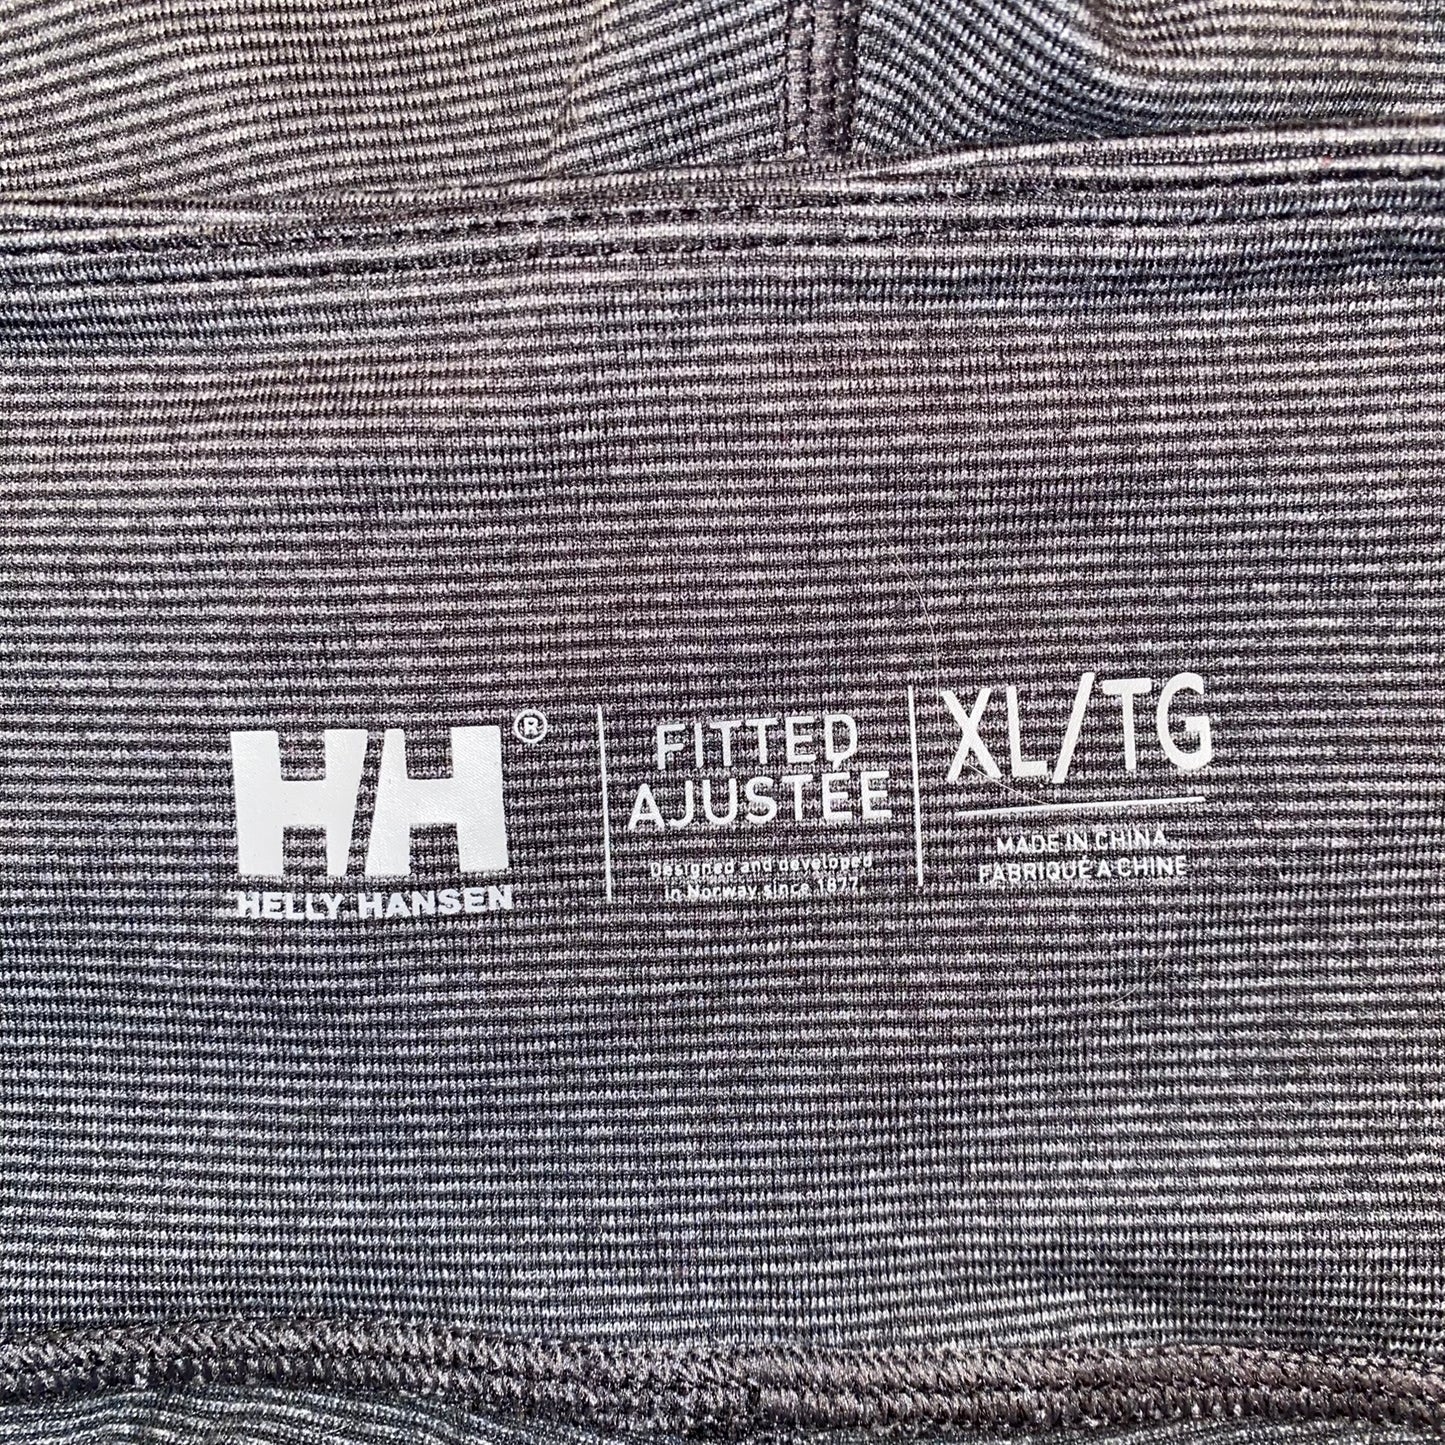 HH®
HELLY HANSEN
FITTED
AJUSTÉE
Designed and developed
in Norway since 1877
XL/TG
MADE IN CHINA
FABRIQUÉ A CHINE